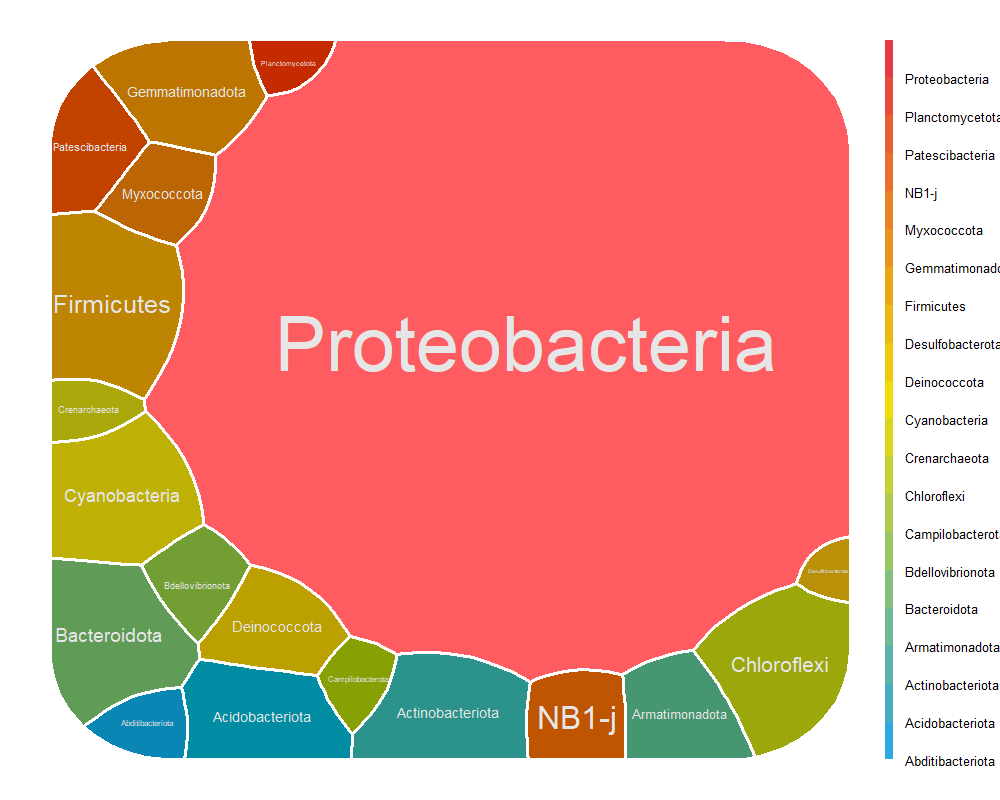 Planctomycetota
Gemmatimonadota
Patescibacteria
Myxococcota
Firmicutes
Proteobacteria
Crenarchaeota
Cyanobacteria
Desulfobacterota
Bdellovibrionota
Deinococcota
Bacteroidota
Chloroflexi
Campilobacterota
Actinobacteriota
NB1-j
Armatimonadota
Acidobacteriota
Abditibacteriota
Proteobacteria
Planctomycetota
Patescibacteria
NB1-j
Myxococcota
Gemmatimonado
Firmicutes
Desulfobacterota
Deinococcota
Cyanobacteria
Crenarchaeota
Chloroflexi
Campilobacterot
Bdellovibrionota
Bacteroidota
Armatimonadota
Actinobacteriota
Acidobacteriota
Abditibacteriota